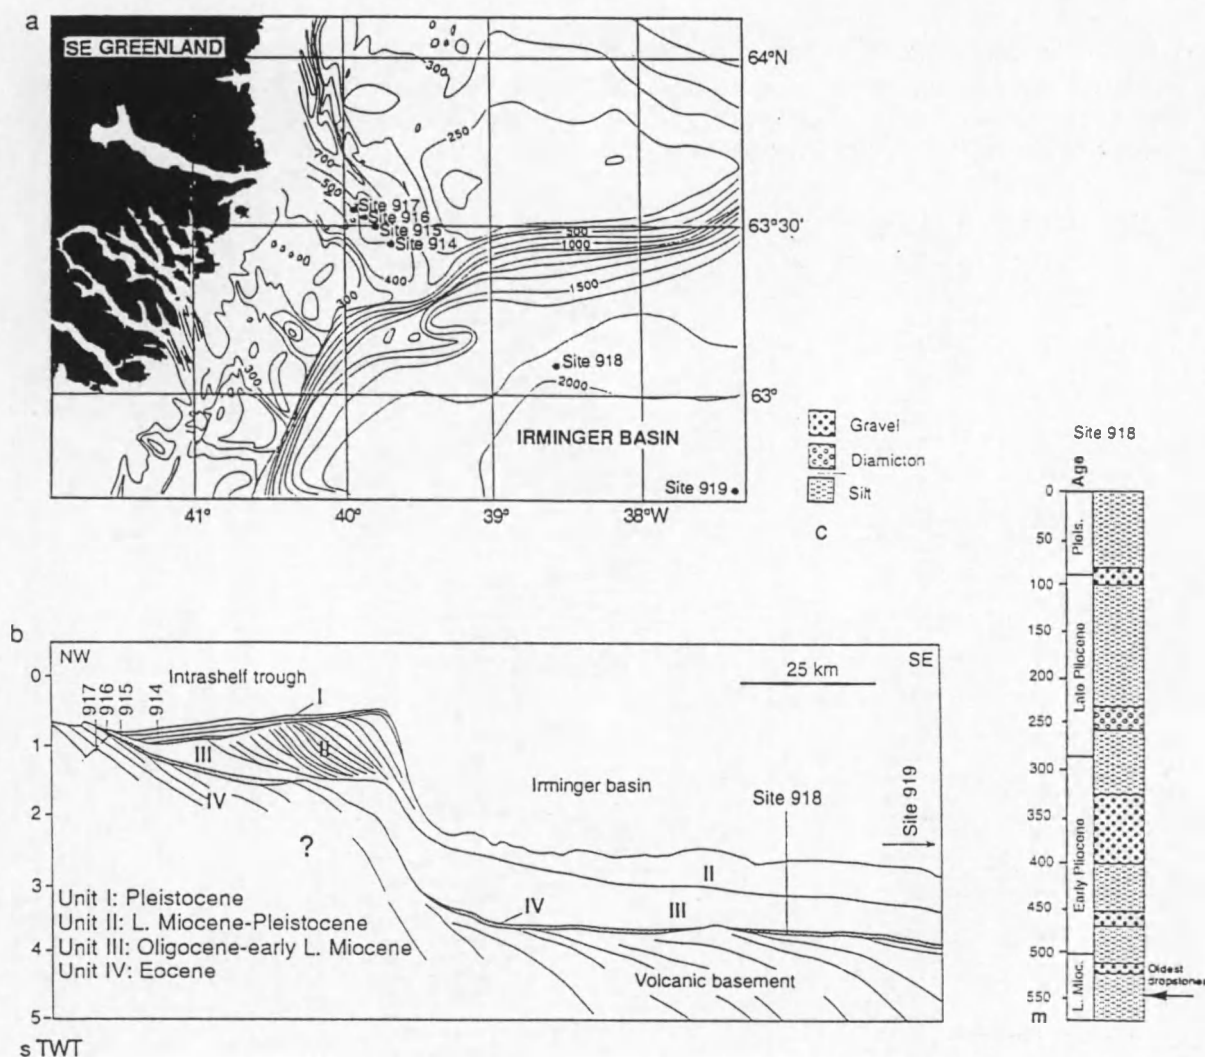 a
SE GREENLAND
64°N
300
250
700
500
Site 917
Site 916
Site 915
Site 914
63°30'
500
1000
1500
400
300
300
Site 918
2000
63°
IRMINGER BASIN
Site 919
41°
40°
39°
38°W
Gravel
Diamicton
Silt
c
Site 918
Age
0
50
100
150
200
250
300
350
400
450
500
550
m
Pleis.
Late Pliocene
Early Pliocene
L. Mioc.
Oldest
dropstones
b
NW
SE
Intrashelf trough
25 km
917
916
915
914
I
II
III
IV
0
1
2
3
4
5
s TWT
Irminger basin
Site 918
Site 919
II
III
IV
?
Volcanic basement
Unit I: Pleistocene
Unit II: L. Miocene-Pleistocene
Unit III: Oligocene-early L. Miocene
Unit IV: Eocene